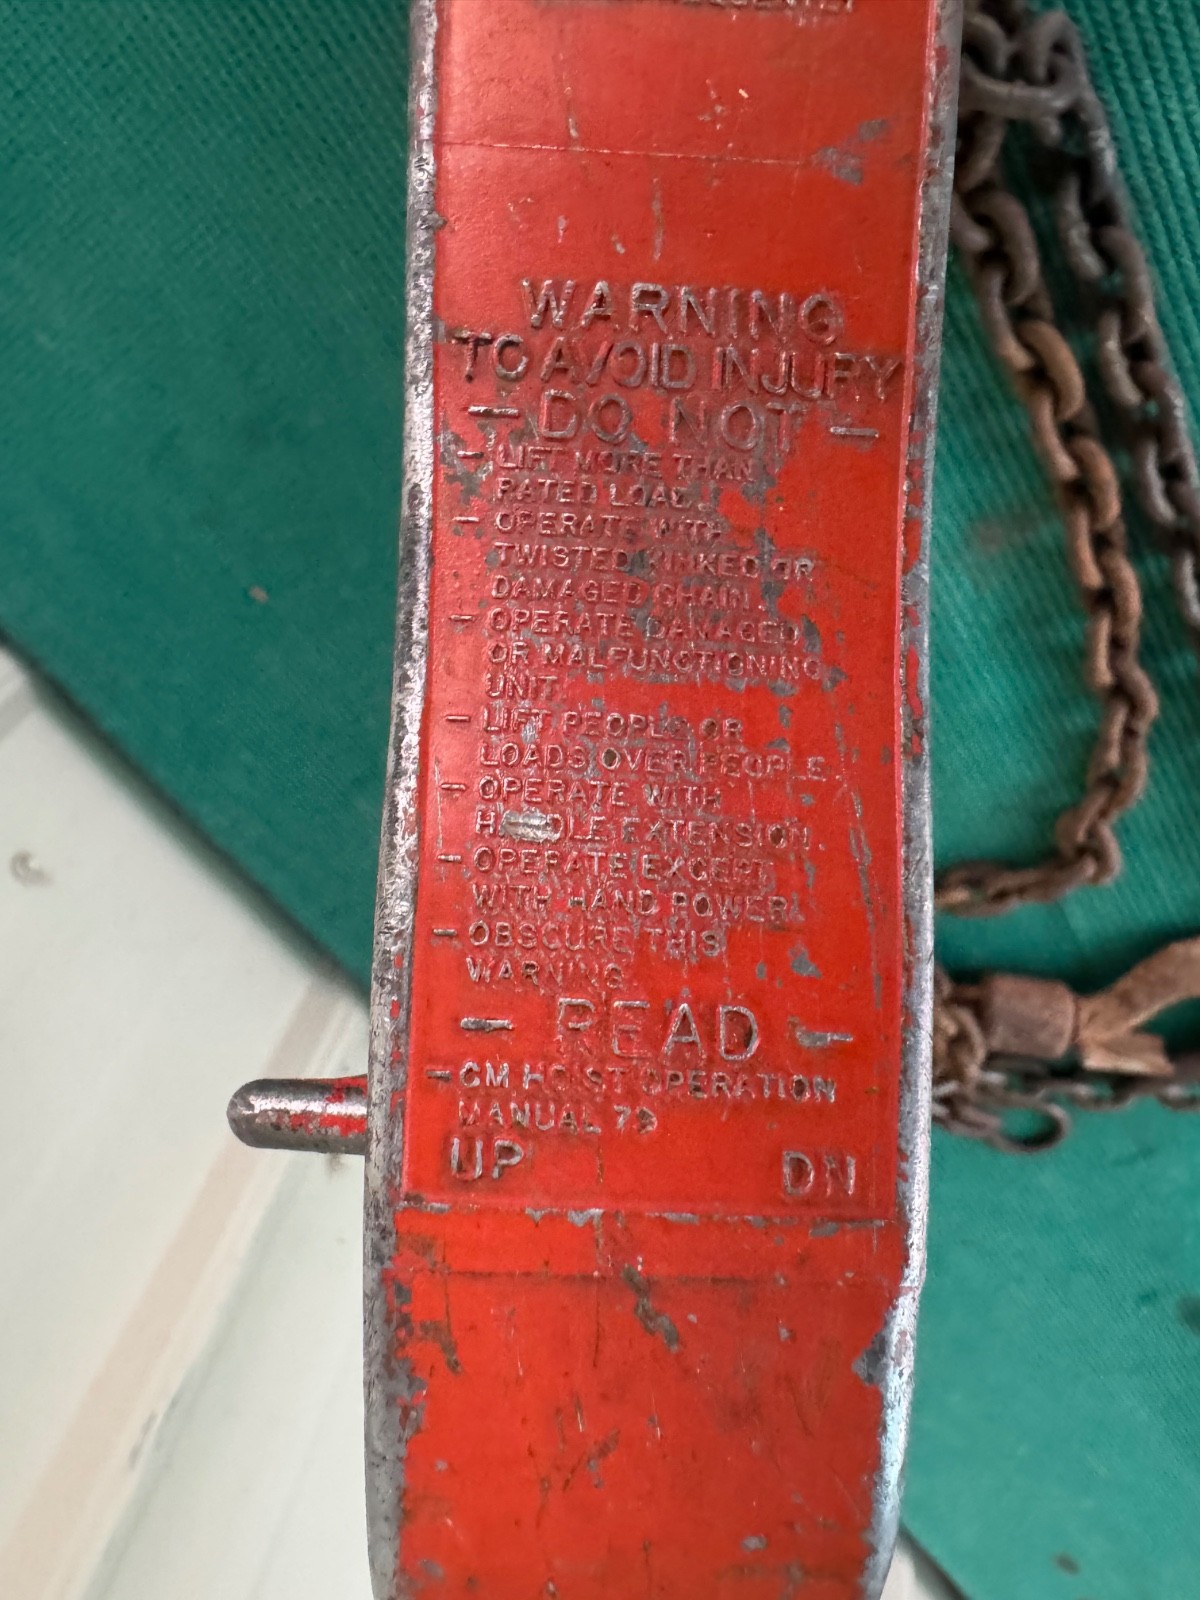 WARNING
TO AVOID INJURY
— DO NOT —
— LIFT MORE THAN
RATED LOAD.
— OPERATE WITH
TWISTED KINKED OR
DAMAGED CHAIN.
— OPERATE DAMAGED
OR MALFUNCTIONING
UNIT.
— LIFT PEOPLE OR
LOADS OVER PEOPLE.
— OPERATE WITH
HANDLE EXTENSION.
— OPERATE EXCEPT
WITH HAND POWER.
— OBSCURE THIS
WARNING.
— READ —
— CM HOIST OPERATION
MANUAL 79
UP DN